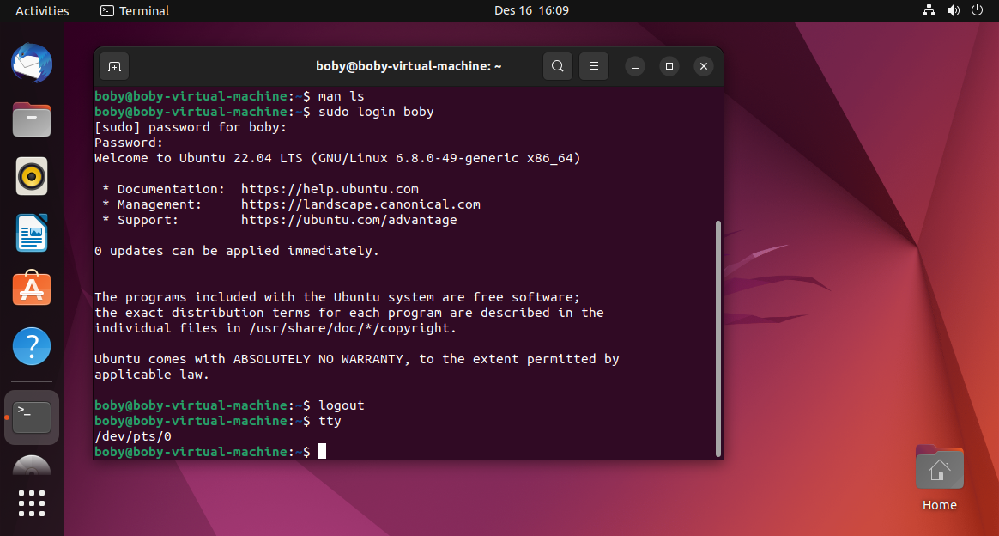 Activities
Terminal
Des 16 16:09
boby@boby-virtual-machine: ~
boby@boby-virtual-machine:~$ man ls
boby@boby-virtual-machine:~$ sudo login boby
[sudo] password for boby:
Password:
Welcome to Ubuntu 22.04 LTS (GNU/Linux 6.8.0-49-generic x86_64)
* Documentation: https://help.ubuntu.com
* Management: https://landscape.canonical.com
* Support: https://ubuntu.com/advantage
0 updates can be applied immediately.
The programs included with the Ubuntu system are free software;
the exact distribution terms for each program are described in the
individual files in /usr/share/doc/*/copyright.
Ubuntu comes with ABSOLUTELY NO WARRANTY, to the extent permitted by
applicable law.
boby@boby-virtual-machine:~$ logout
boby@boby-virtual-machine:~$ tty
/dev/pts/0
boby@boby-virtual-machine:~$
Home